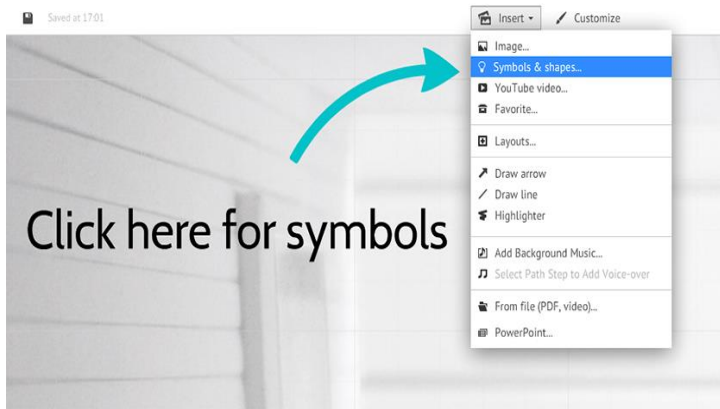 Saved at 17:01
Insert
Customize
Image...
Symbols & shapes...
YouTube video...
Favorite...
Layouts...
Draw arrow
Draw line
Highlighter
Add Background Music...
Select Path Step to Add Voice-over
From file (PDF, video)...
PowerPoint...
Click here for symbols